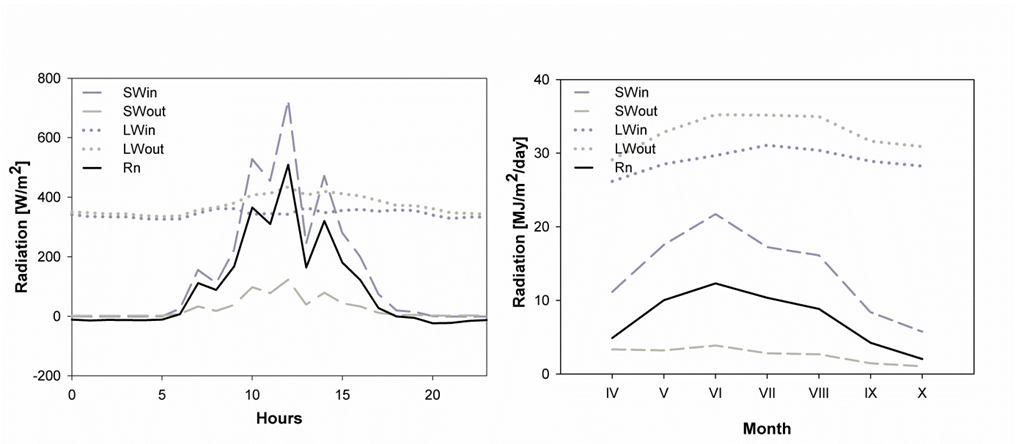 800
600
400
200
0
-200
Radiation [W/m²]
SWin
SWout
LWin
LWout
Rn
0 5 10 15 20
Hours
40
30
20
10
0
Radiation [MJ/m²/day]
SWin
SWout
LWin
LWout
Rn
IV V VI VII VIII IX X
Month